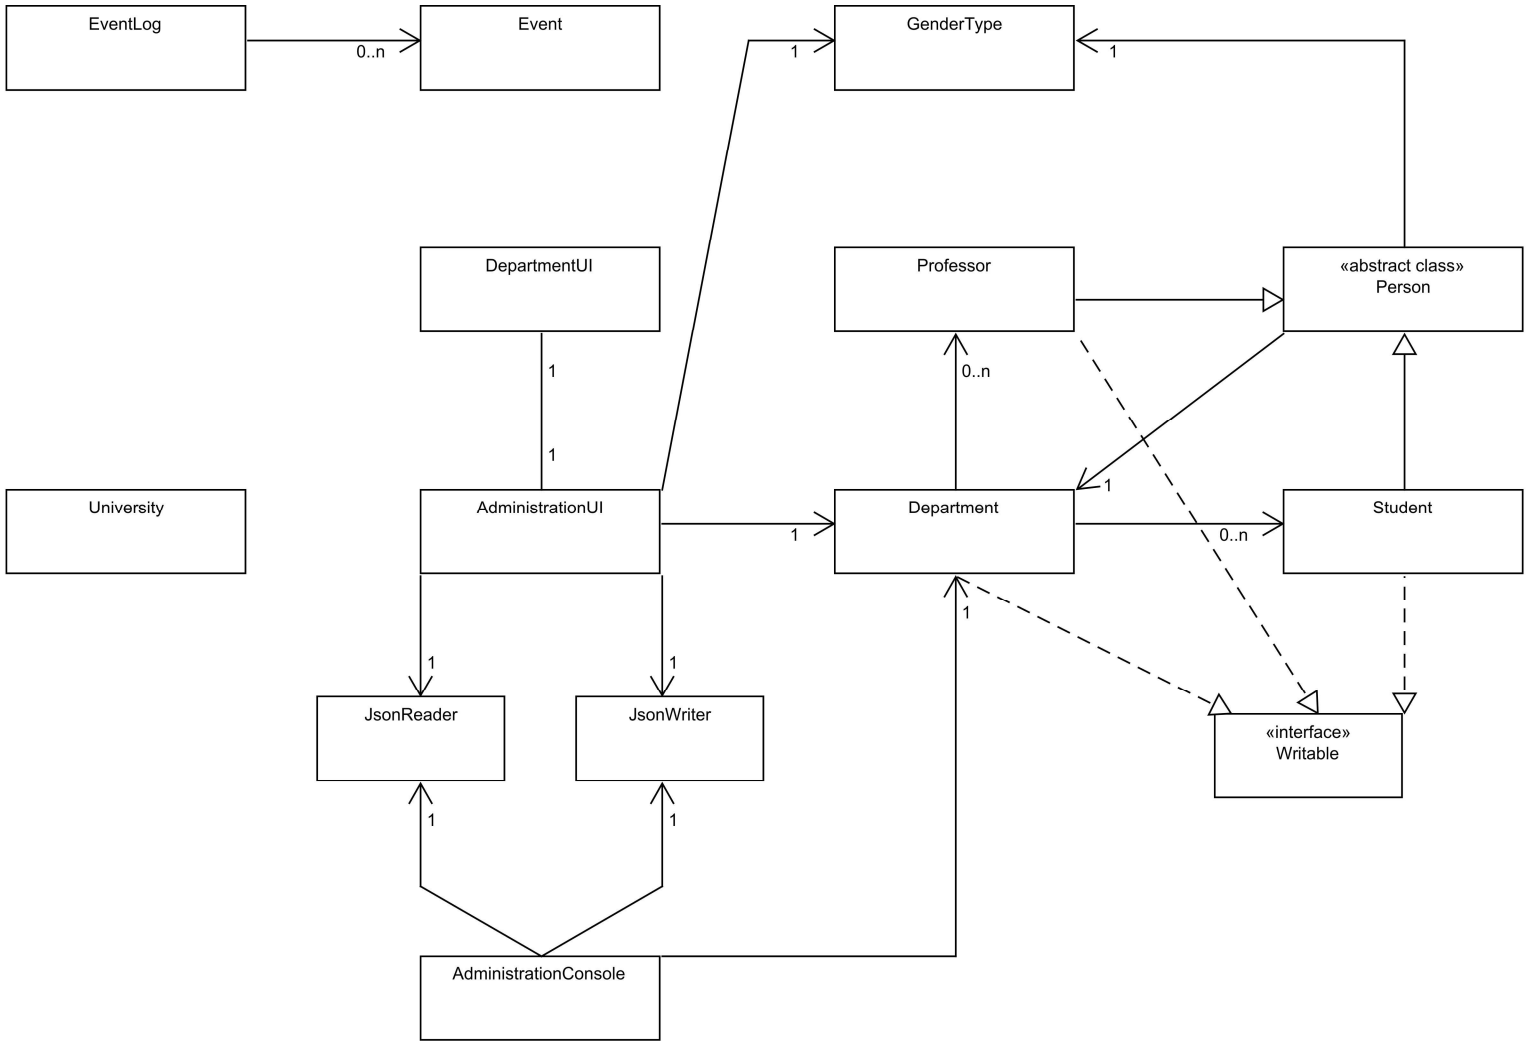 EventLog
Event
GenderType
0..n
1
1
DepartmentUI
Professor
«abstract class»
Person
1
0..n
1
1
University
AdministrationUI
Department
Student
1
0..n
1
1
1
JsonReader
JsonWriter
«interface»
Writable
1
1
AdministrationConsole